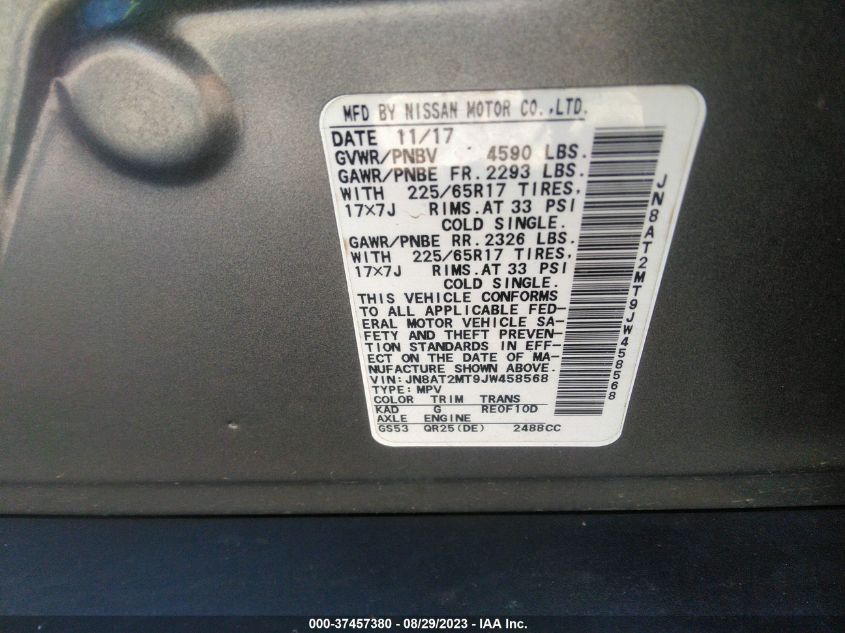 MFD BY NISSAN MOTOR CO.,LTD.
DATE 11/17
GVWR/PNBV 4590 LBS.
GAWR/PNBE FR.2293 LBS.
WITH 225/65R17 TIRES,
17×7J RIMS.AT 33 PSI
COLD SINGLE.
GAWR/PNBE RR.2326 LBS.
WITH 225/65R17 TIRES,
17×7J RIMS.AT 33 PSI
COLD SINGLE.
THIS VEHICLE CONFORMS
TO ALL APPLICABLE FED-
ERAL MOTOR VEHICLE SA-
FETY AND THEFT PREVEN-
TION STANDARDS IN EFF-
ECT ON THE DATE OF MA-
NUFACTURE SHOWN ABOVE.
VIN:JN8AT2MT9JW458568
TYPE:MPV
COLOR TRIM TRANS
KAD G RE0F10D
AXLE ENGINE
GS53 QR25(DE) 2488CC
JN8AT2MT9JW458568
000-37457380 - 08/29/2023 - IAA Inc.